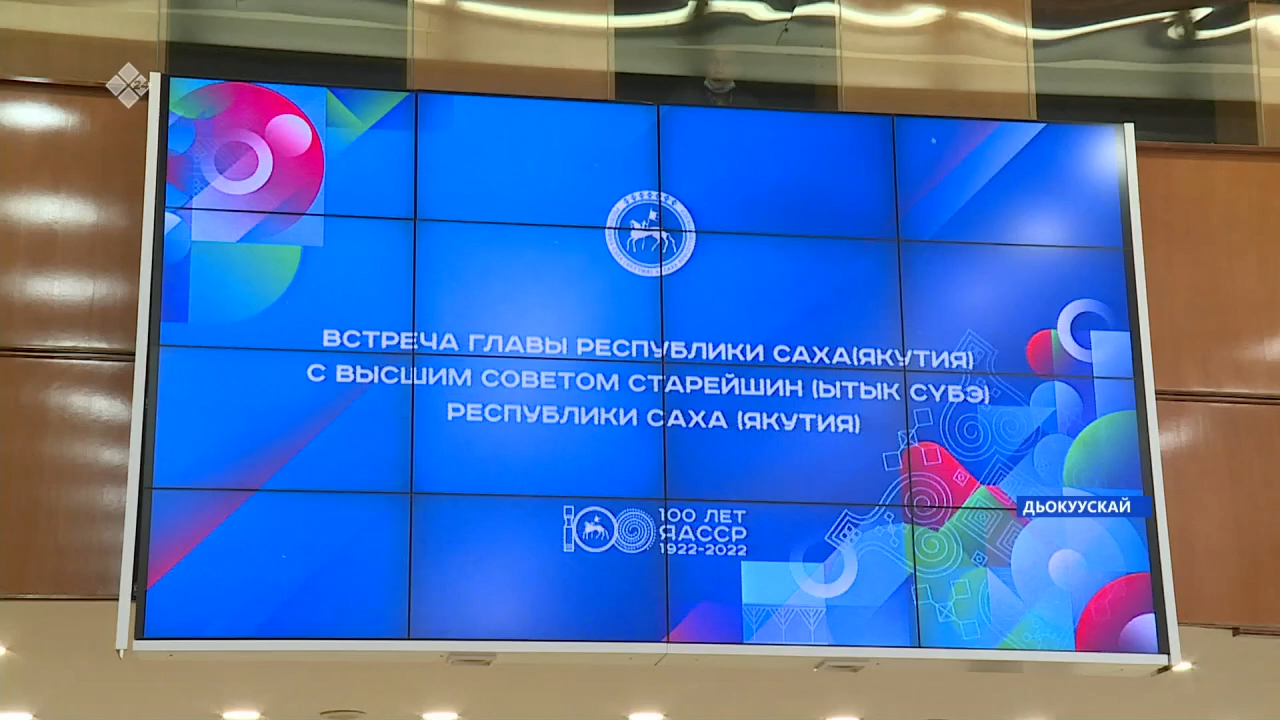 ВСТРЕЧА ГЛАВЫ РЕСПУБЛИКИ САХА(ЯКУТИЯ)
С ВЫСШИМ СОВЕТОМ СТАРЕЙШИН (ЫТЫК СҮБЭ)
РЕСПУБЛИКИ САХА (ЯКУТИЯ)
ДЬОКУУСКАЙ
100 ЛЕТ
ЯАССР
1922-2022